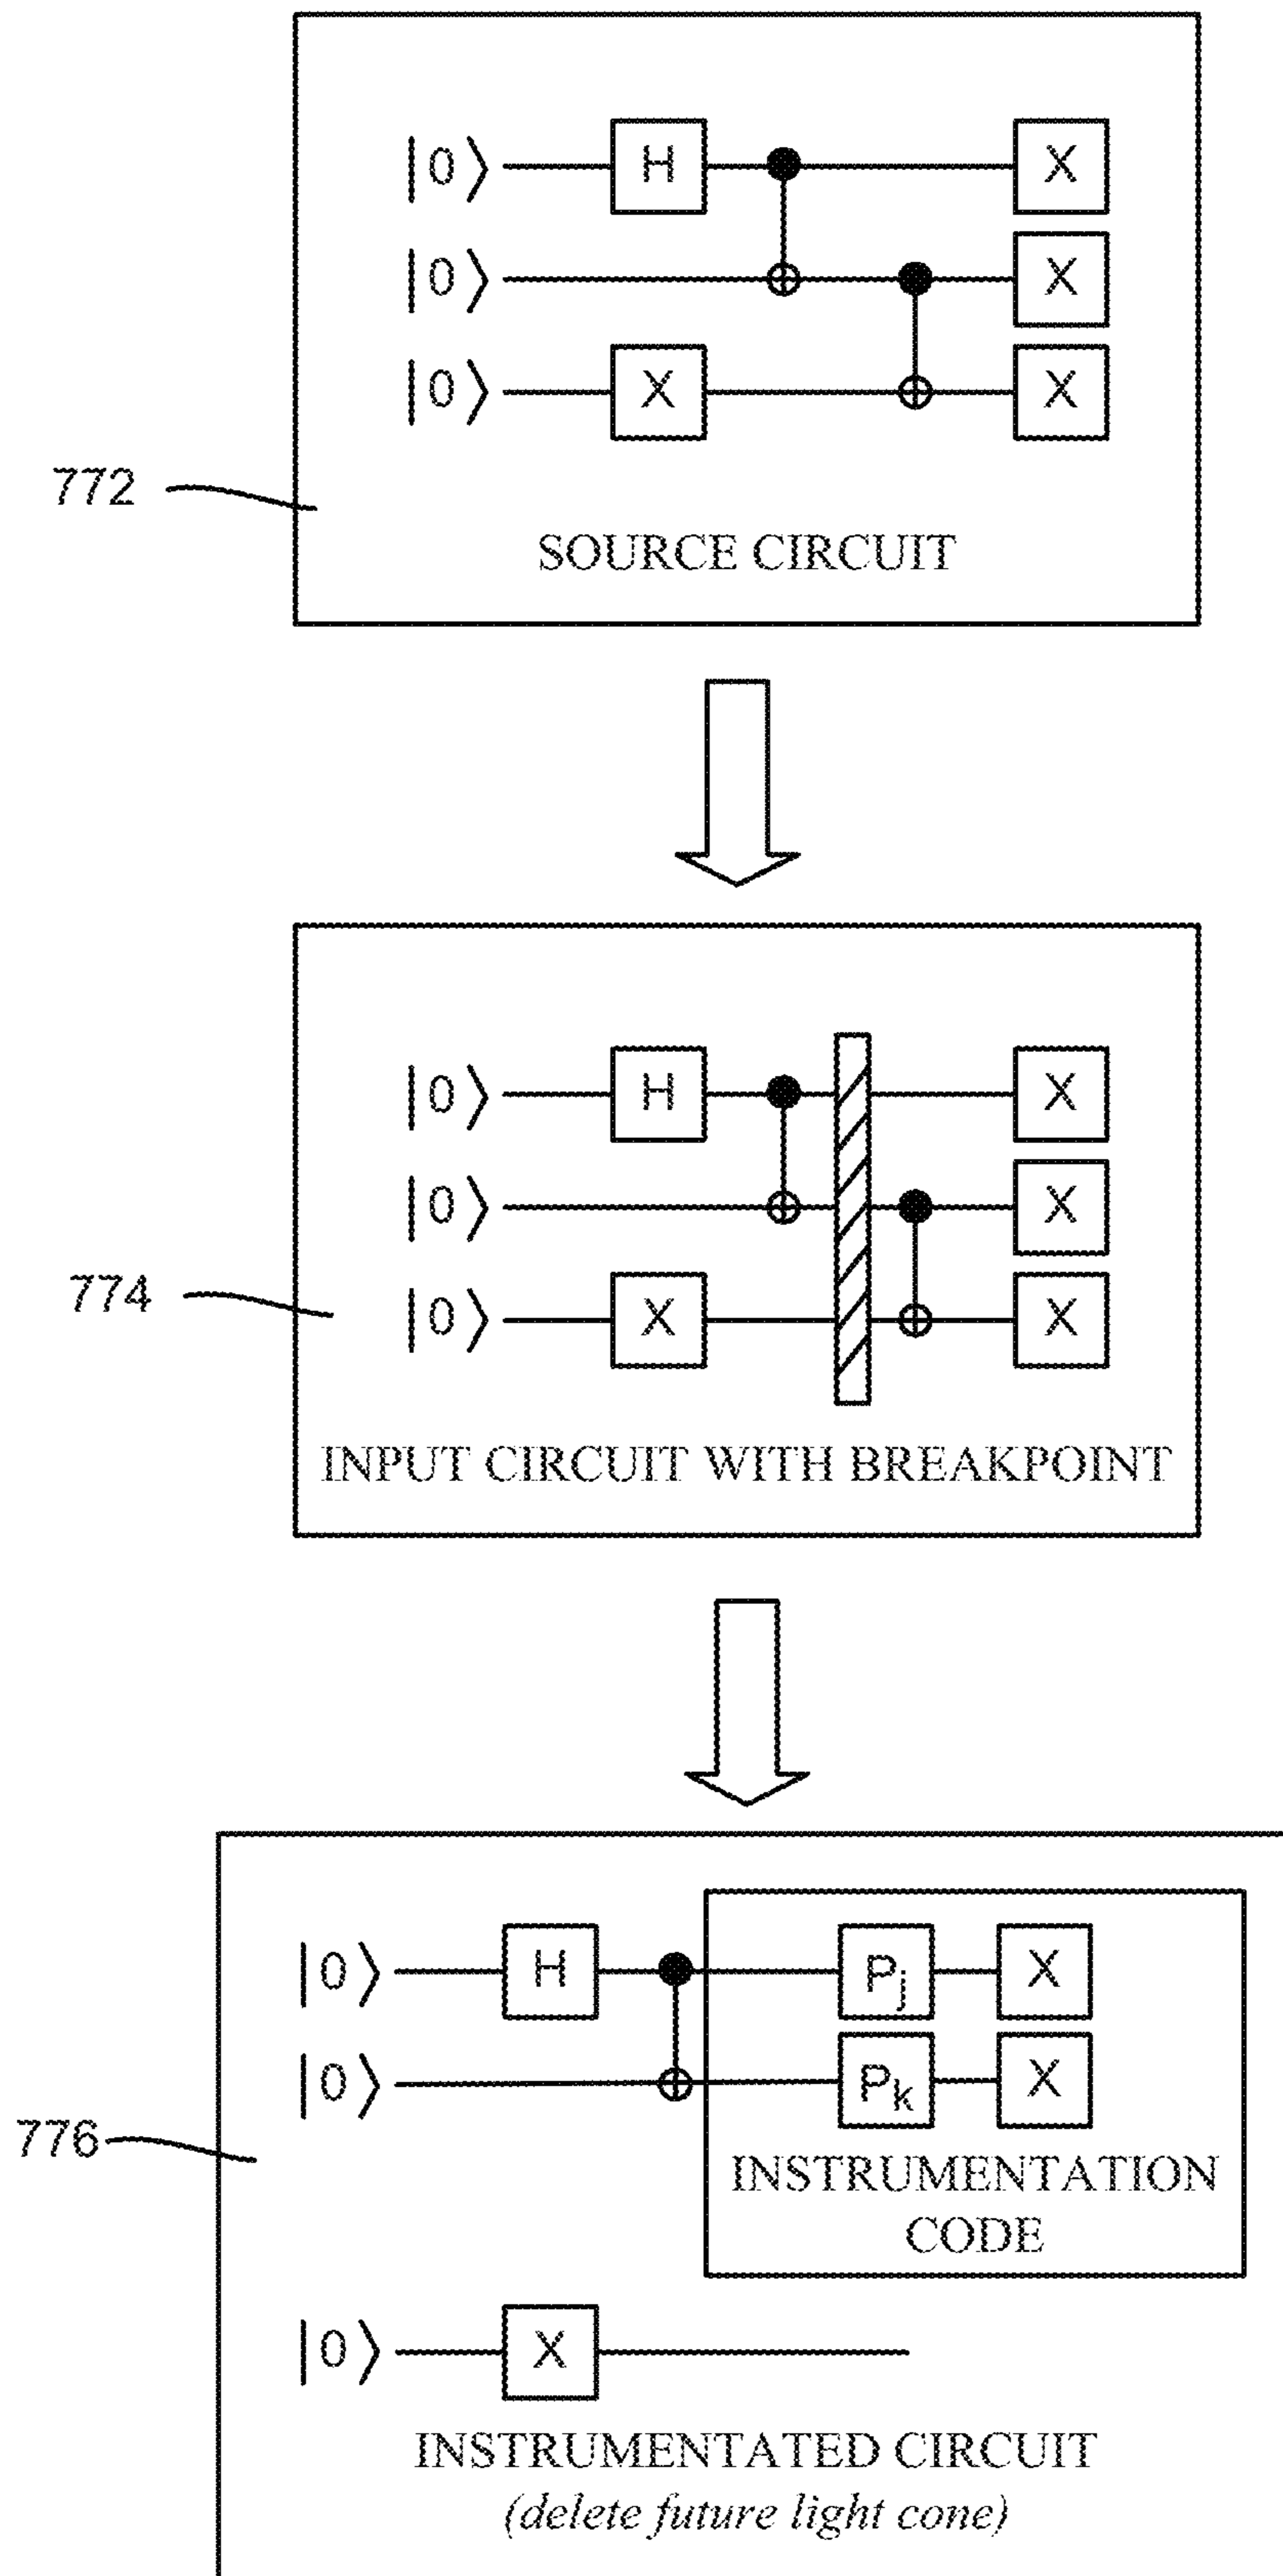 |0⟩ H X
|0⟩ X
|0⟩ X X
772
SOURCE CIRCUIT
|0⟩ H X
|0⟩ X
774
|0⟩ X X
INPUT CIRCUIT WITH BREAKPOINT
|0⟩ H Pj X
|0⟩ Pk X
776
INSTRUMENTATION
CODE
|0⟩ X
INSTRUMENTATED CIRCUIT
(delete future light cone)